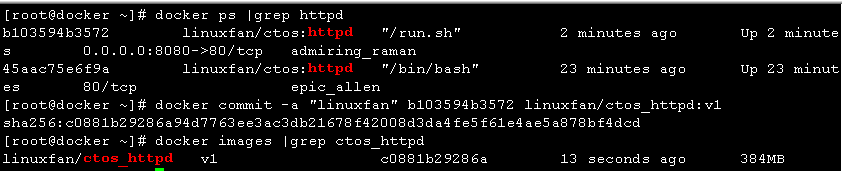 [root@docker ~]# docker ps |grep httpd
b103594b3572        linuxfan/ctos:httpd   "/run.sh"           2 minutes ago       Up 2 minute
s       0.0.0.0:8080->80/tcp   admiring_raman
45aac75e6f9a        linuxfan/ctos:httpd   "/bin/bash"         23 minutes ago      Up 23 minut
es      80/tcp                 epic_allen
[root@docker ~]# docker commit -a "linuxfan" b103594b3572 linuxfan/ctos_httpd:v1
sha256:c0881b29286a94d7763ee3ac3db21678f42008d3da4fe5f61e4ae5a878bf4dcd
[root@docker ~]# docker images |grep ctos_httpd
linuxfan/ctos_httpd   v1                  c0881b29286a        13 seconds ago      384MB